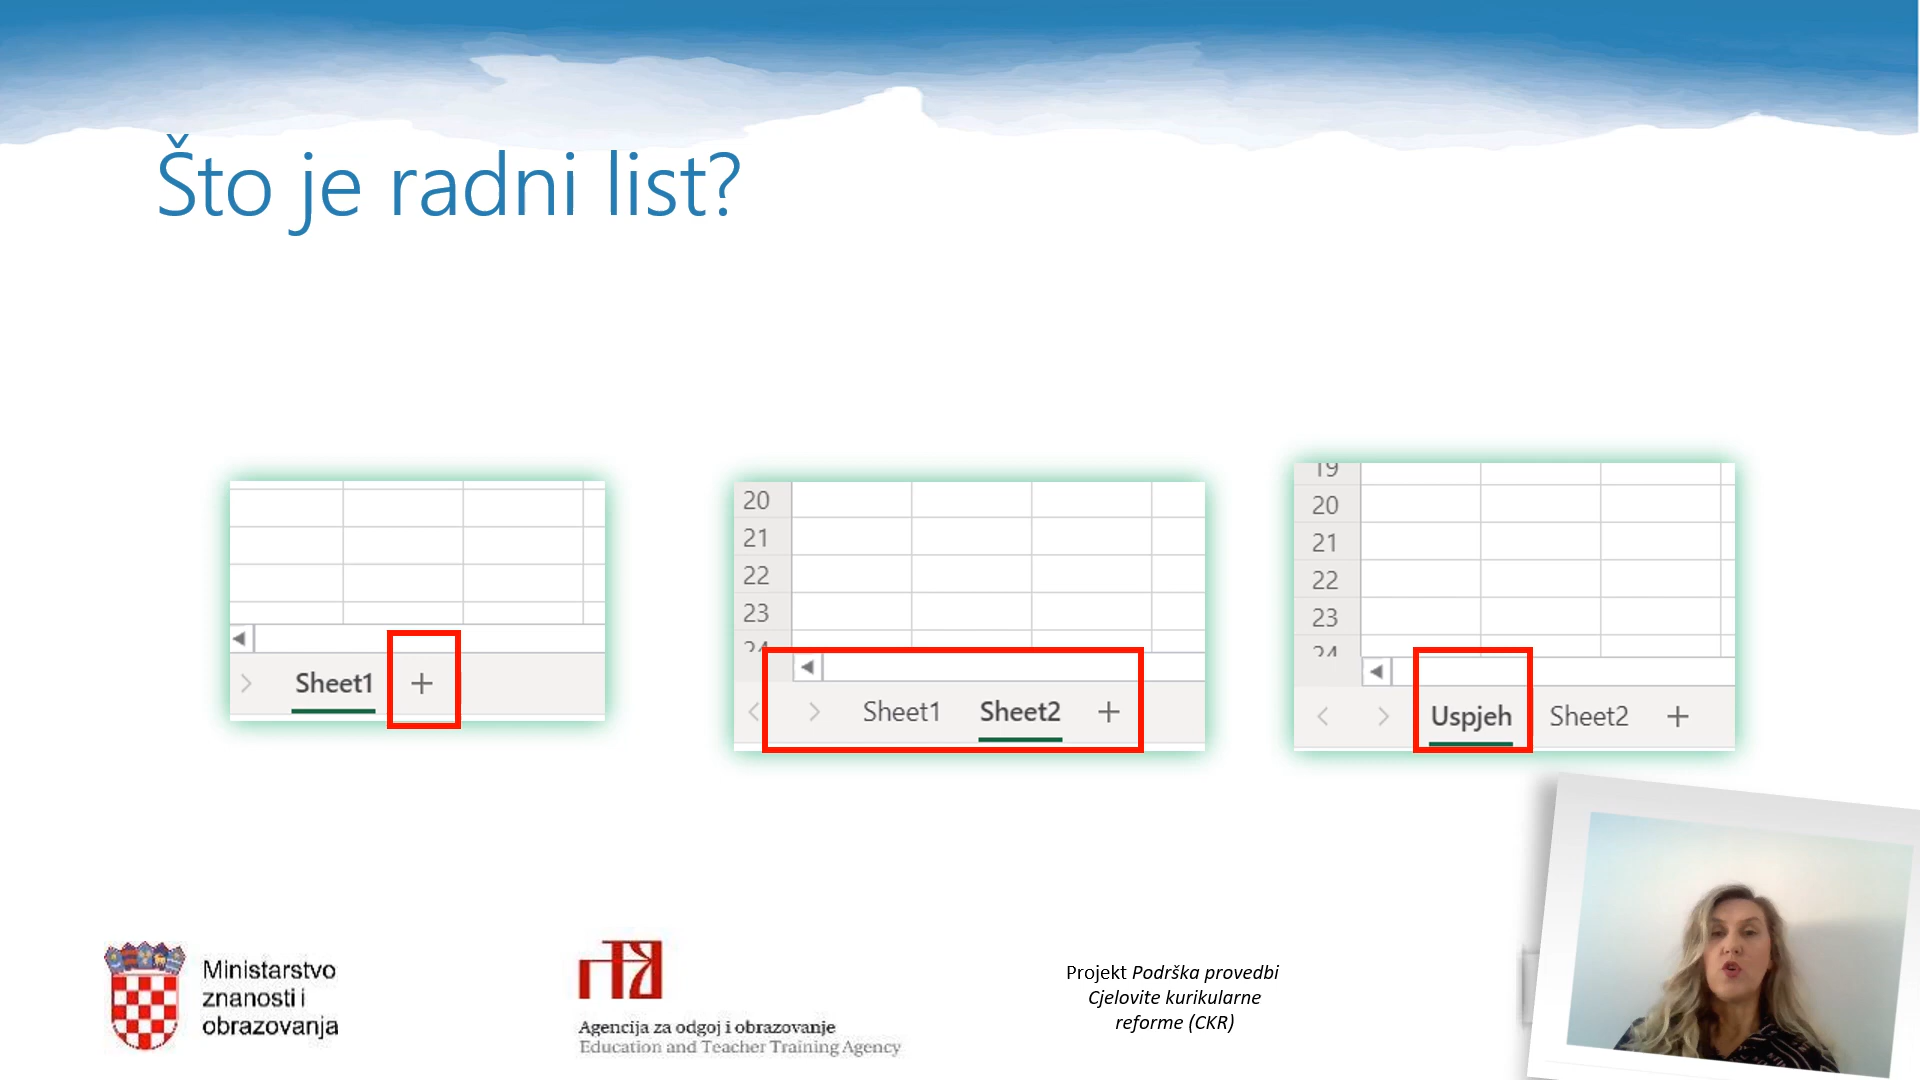 Što je radni list?
Sheet1 +
20
21
22
23
24
Sheet1 Sheet2 +
19
20
21
22
23
24
Uspjeh Sheet2 +
Ministarstvo
znanosti i
obrazovanja
Agencija za odgoj i obrazovanje
Education and Teacher Training Agency
Projekt Podrška provedbi
Cjelovite kurikularne
reforme (CKR)